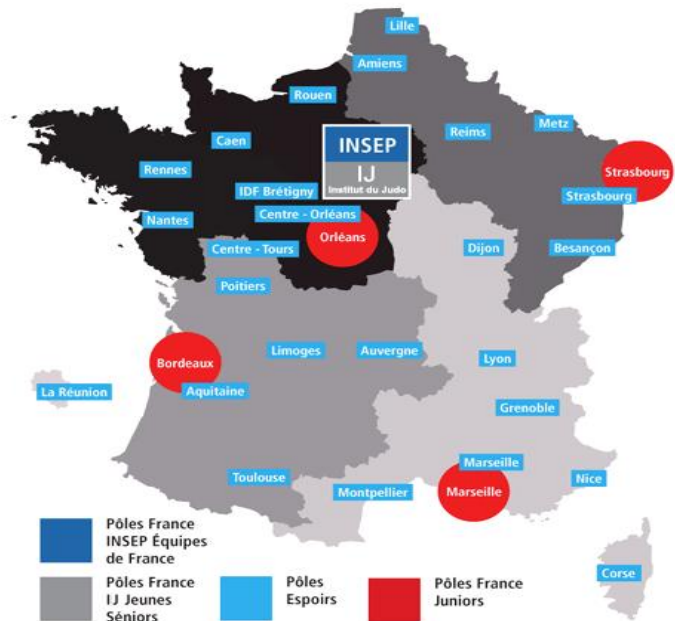 Lille
Amiens
Rouen
Metz
Reims
Caen
INSEP
IJ
Institut du Judo
Strasbourg
Rennes
IDF Brétigny
Strasbourg
Centre - Orléans
Nantes
Orléans
Centre - Tours
Dijon
Besançon
Poitiers
Limoges
Auvergne
Bordeaux
Lyon
La Réunion
Aquitaine
Grenoble
Marseille
Toulouse
Nice
Montpellier
Marseille
Pôles France
INSEP Équipes
de France
Corse
Pôles France
IJ Jeunes
Séniors
Pôles
Espoirs
Pôles France
Juniors